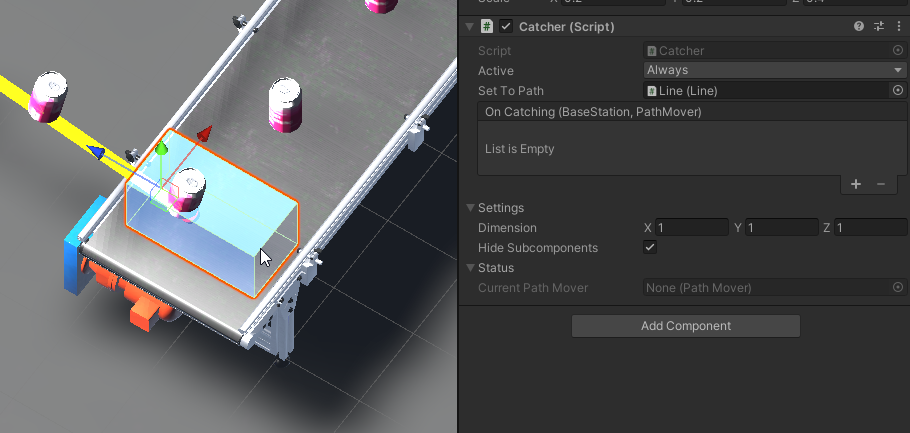 Catcher (Script)
Script Catcher
Active Always
Set To Path Line (Line)
On Catching (BaseStation, PathMover)
List is Empty
+ −
Settings
Dimension X 1 Y 1 Z 1
Hide Subcomponents
Status
Current Path Mover None (Path Mover)
Add Component